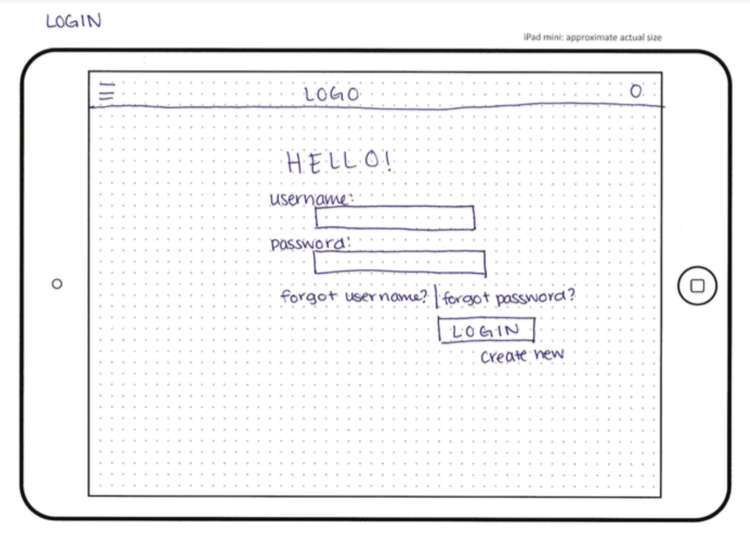 LOGIN
iPad mini: approximate actual size
LOGO
HELLO!
username:
password:
forgot username? | forgot password?
LOGIN
create new